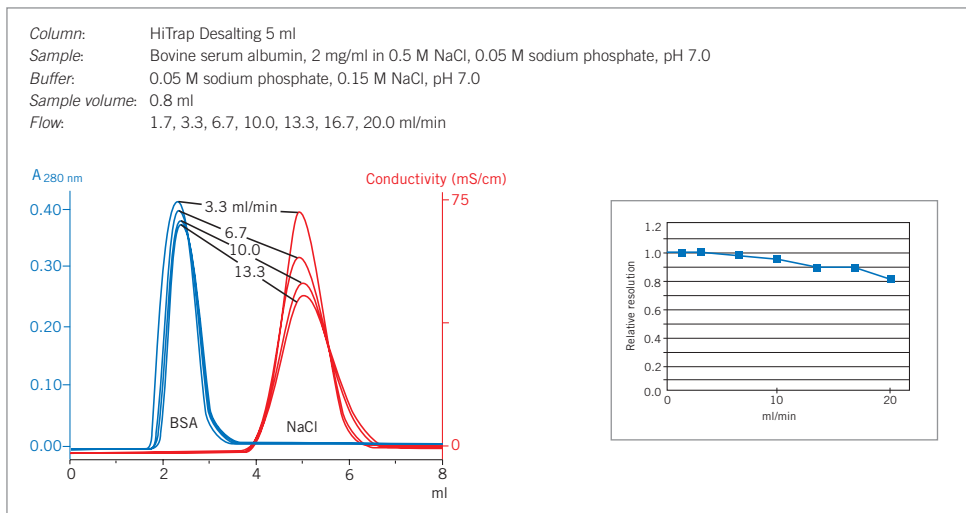 Column: HiTrap Desalting 5 ml
Sample: Bovine serum albumin, 2 mg/ml in 0.5 M NaCl, 0.05 sodium phosphate, pH 7.0
Buffer: 0.05 M sodium phosphate, 0.15 M NaCl, pH 7.0
Sample volume: 0.8 ml
Flow: 1.7, 3.3, 6.7, 10.0, 13.3, 16.7, 20.0 ml/min
A 280 nm
Conductivity (mS/cm)
0.40
0.30
0.20
0.10
0.00
75
0
3.3 ml/min
6.7
10.0
13.3
BSA
NaCl
0 2 4 6 8
ml
Relative resolution
1.2
1.0
0.8
0.6
0.4
0.2
0.0
0 10 20
ml/min